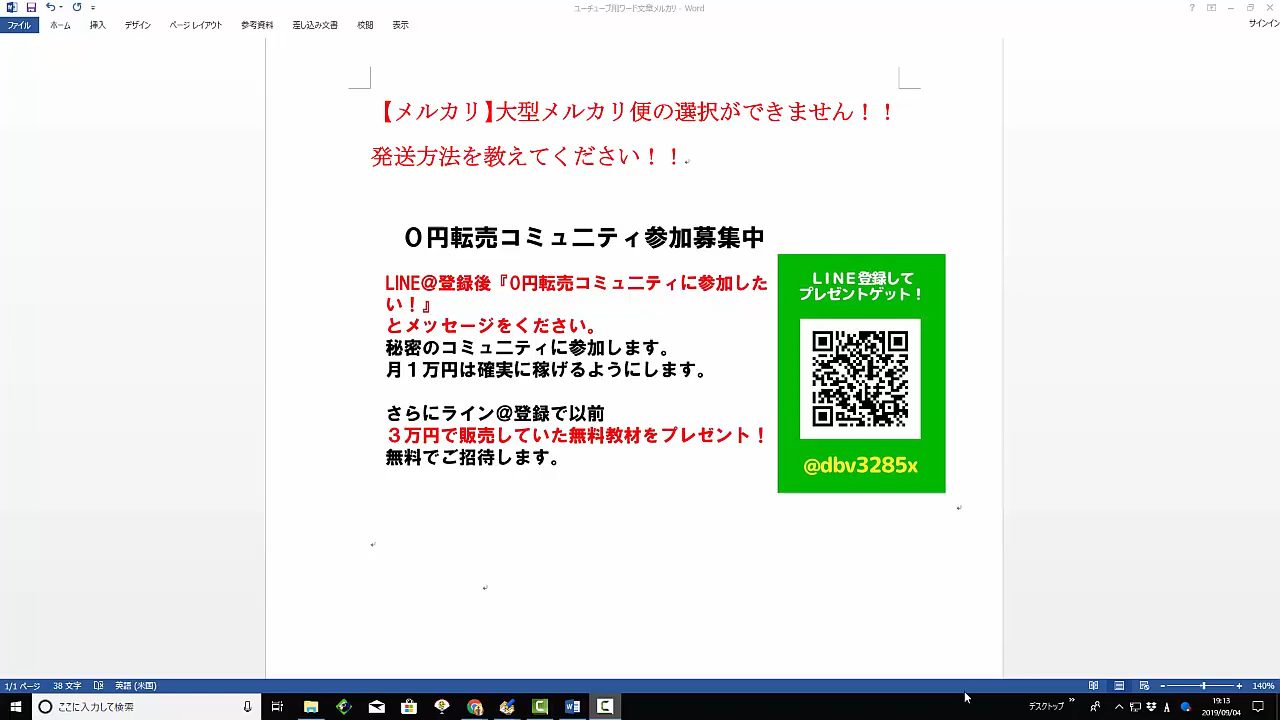 ユーチューブ用ワード文章メルカリ - Word
ファイル
ホーム
挿入
デザイン
ページ レイアウト
参考資料
差し込み文書
校閲
表示
サインイン
【メルカリ】大型メルカリ便の選択ができません！！
発送方法を教えてください！！
０円転売コミュニティ参加募集中
LINE@登録後『0円転売コミュニティに参加した
い！』
とメッセージをください。
秘密のコミュニティに参加します。
月１万円は確実に稼げるようにします。
さらにライン@登録で以前
３万円で販売していた無料教材をプレゼント！
無料でご招待します。
ＬＩＮＥ登録して
プレゼントゲット！
@dbv3285x
1/1 ページ
38 文字
英語 (米国)
140%
ここに入力して検索
デスクトップ
19:13
2019/09/04